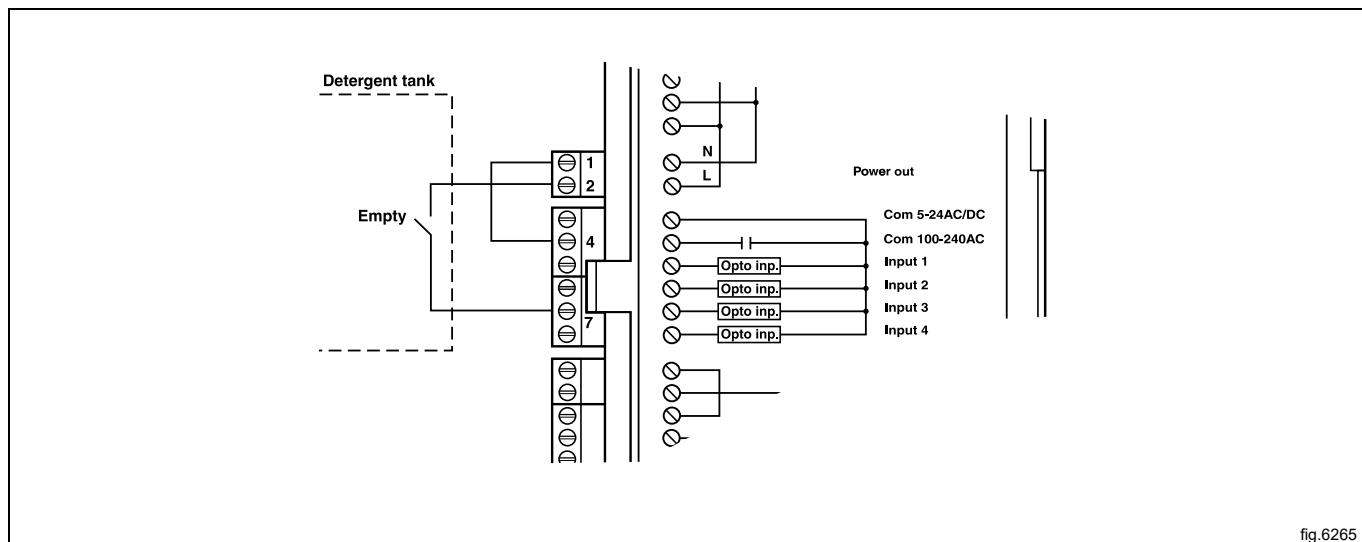 Detergent tank
Empty
1
2
4
7
N
L
Power out
Com 5-24AC/DC
Com 100-240AC
Opto inp. Input 1
Opto inp. Input 2
Opto inp. Input 3
Opto inp. Input 4
fig.6265